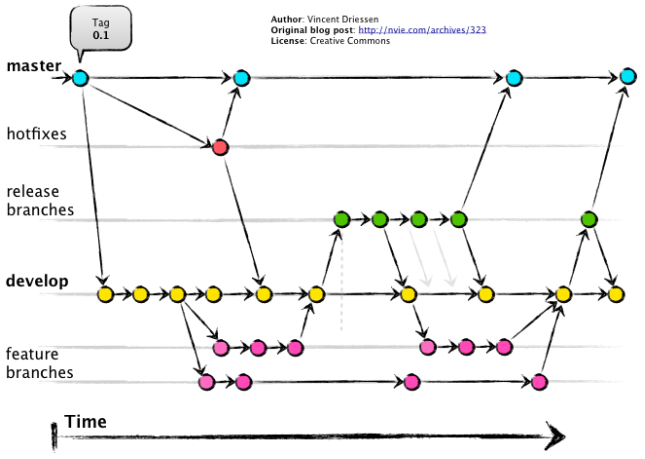 Tag
0.1
Author: Vincent Driessen
Original blog post: http://nvie.com/archives/323
License: Creative Commons
master
hotfixes
release
branches
develop
feature
branches
Time